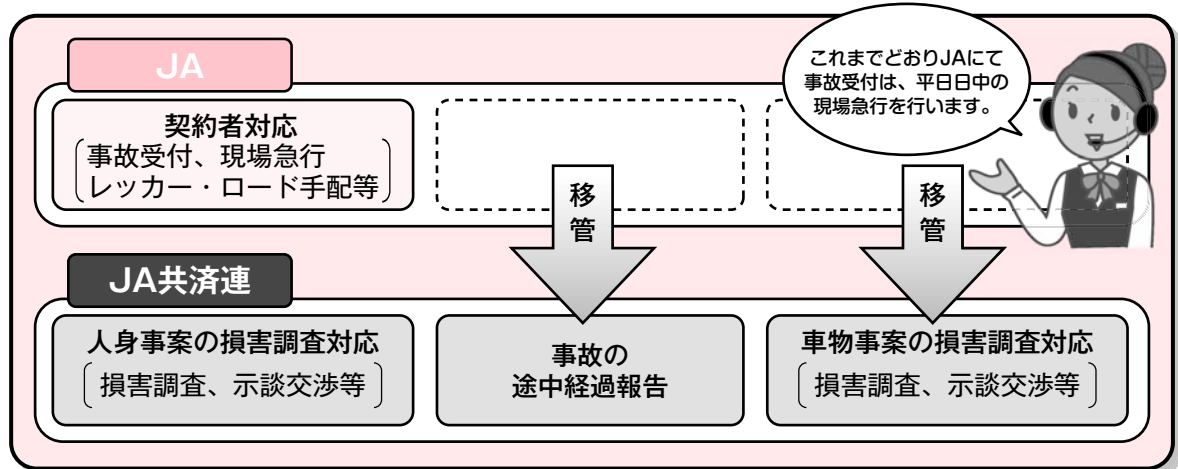 JA
これまでどおりJAにて
事故受付は、平日日中の
現場急行を行います。
契約者対応
事故受付、現場急行
レッカー・ロード手配等
移管
移管
JA共済連
人身事案の損害調査対応
損害調査、示談交渉等
事故の
途中経過報告
車物事案の損害調査対応
損害調査、示談交渉等